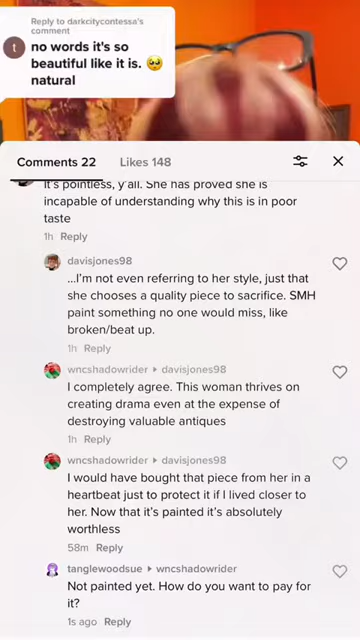 Reply to darkcitycontessa's
comment
t
no words it's so
beautiful like it is. 🥺
natural
Comments 22
Likes 148
It's pointless, y'all. She has proved she is
incapable of understanding why this is in poor
taste
1h Reply
davisjones98
...I'm not even referring to her style, just that
she chooses a quality piece to sacrifice. SMH
paint something no one would miss, like
broken/beat up.
1h Reply
wncshadowrider ▸ davisjones98
I completely agree. This woman thrives on
creating drama even at the expense of
destroying valuable antiques
1h Reply
wncshadowrider ▸ davisjones98
I would have bought that piece from her in a
heartbeat just to protect it if I lived closer to
her. Now that it's painted it's absolutely
worthless
58m Reply
tanglewoodsue ▸ wncshadowrider
Not painted yet. How do you want to pay for
it?
1s ago Reply